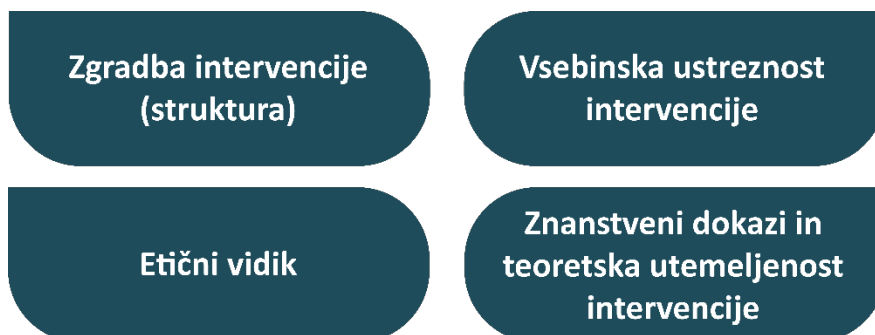 Zgradba intervencije
(struktura)
Vsebinska ustreznost
intervencije
Etični vidik
Znanstveni dokazi in
teoretska utemeljenost
intervencije